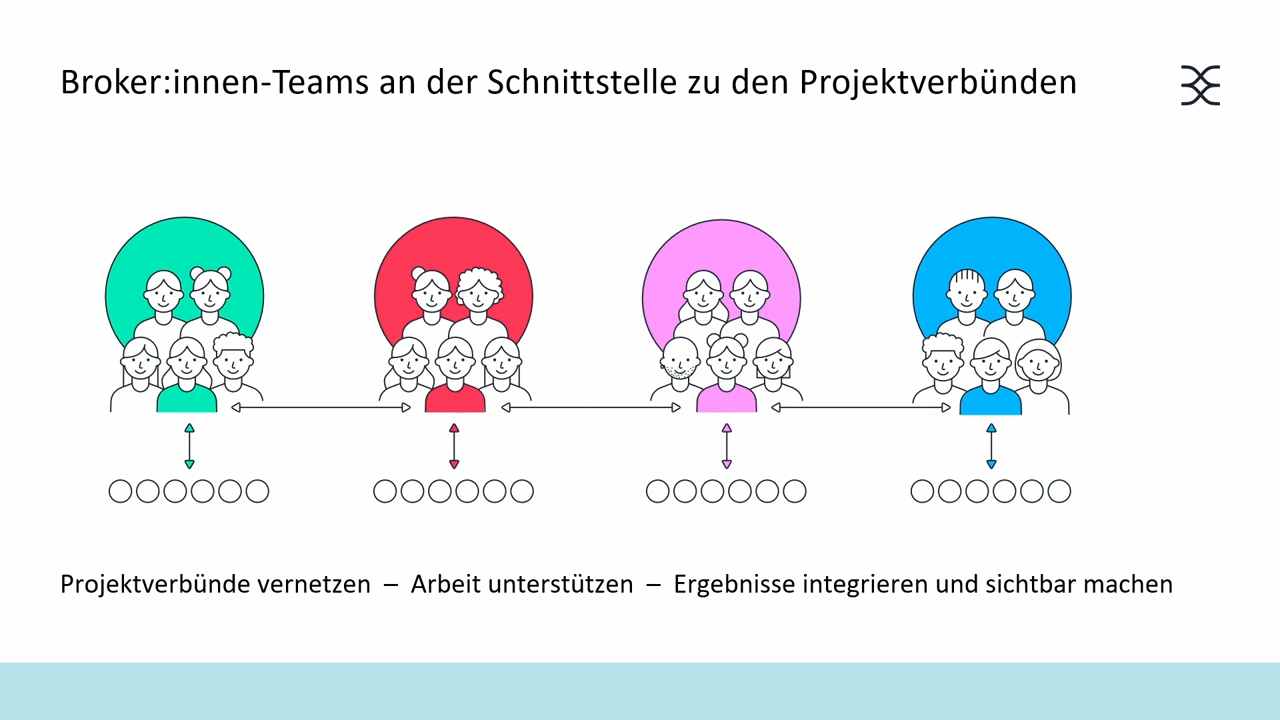 Broker:innen-Teams an der Schnittstelle zu den Projektverbünden
Projektverbünde vernetzen – Arbeit unterstützen – Ergebnisse integrieren und sichtbar machen